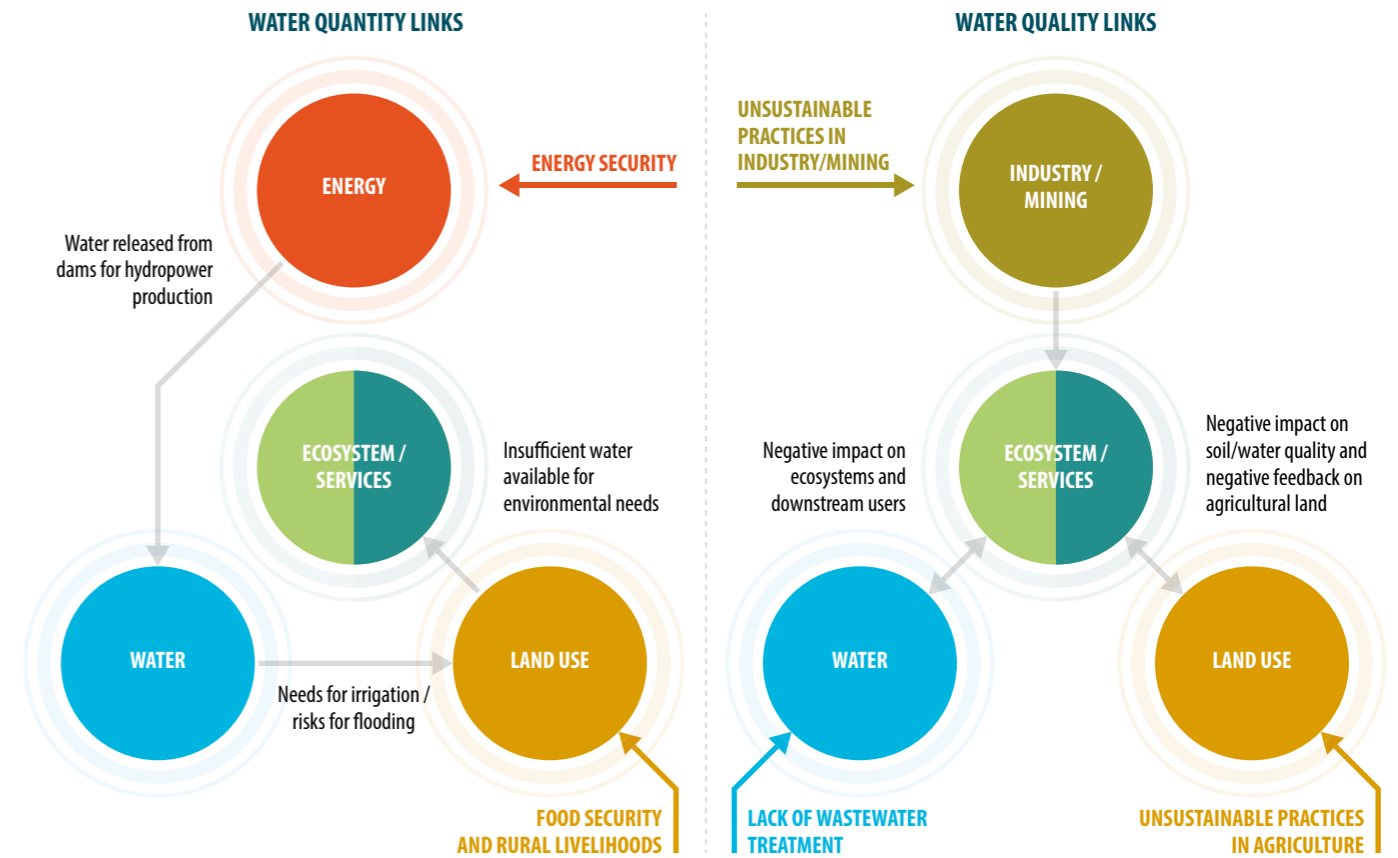 WATER QUANTITY LINKS
ENERGY
ENERGY SECURITY
Water released from
dams for hydropower
production
ECOSYSTEM /
SERVICES
Insufficient water
available for
environmental needs
WATER
LAND USE
Needs for irrigation /
risks for flooding
FOOD SECURITY
AND RURAL LIVELIHOODS
WATER QUALITY LINKS
UNSUSTAINABLE
PRACTICES IN
INDUSTRY/MINING
INDUSTRY /
MINING
Negative impact on
ecosystems and
downstream users
ECOSYSTEM /
SERVICES
Negative impact on
soil/water quality and
negative feedback on
agricultural land
WATER
LAND USE
LACK OF WASTEWATER
TREATMENT
UNSUSTAINABLE PRACTICES
IN AGRICULTURE